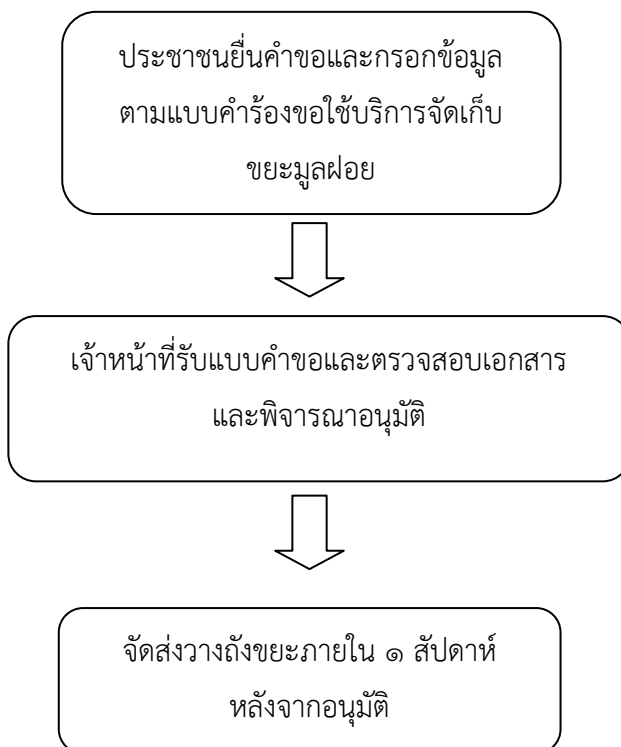 ประชาชนยื่นคำขอและกรอกข้อมูล
ตามแบบคำร้องขอใช้บริการจัดเก็บ
ขยะมูลฝอย
เจ้าหน้าที่รับแบบคำขอและตรวจสอบเอกสาร
และพิจารณาอนุมัติ
จัดส่งวางถังขยะภายใน ๑ สัปดาห์
หลังจากอนุมัติ